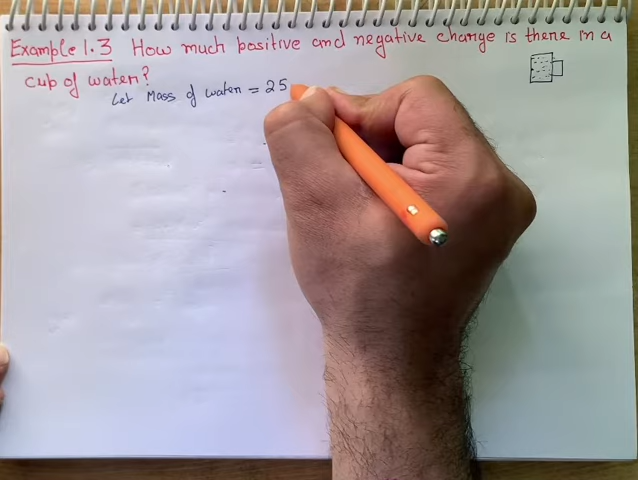 Example 1.3 How much positive and negative charge is there in a
cup of water?
Let Mass of water = 25